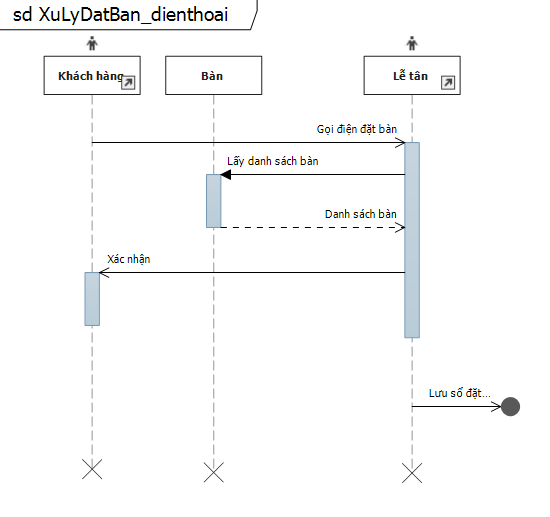 sd XuLyDatBan_dienthoai
Khách hàng
Bàn
Lễ tân
Gọi điện đặt bàn
Lấy danh sách bàn
Danh sách bàn
Xác nhận
Lưu sổ đặt...